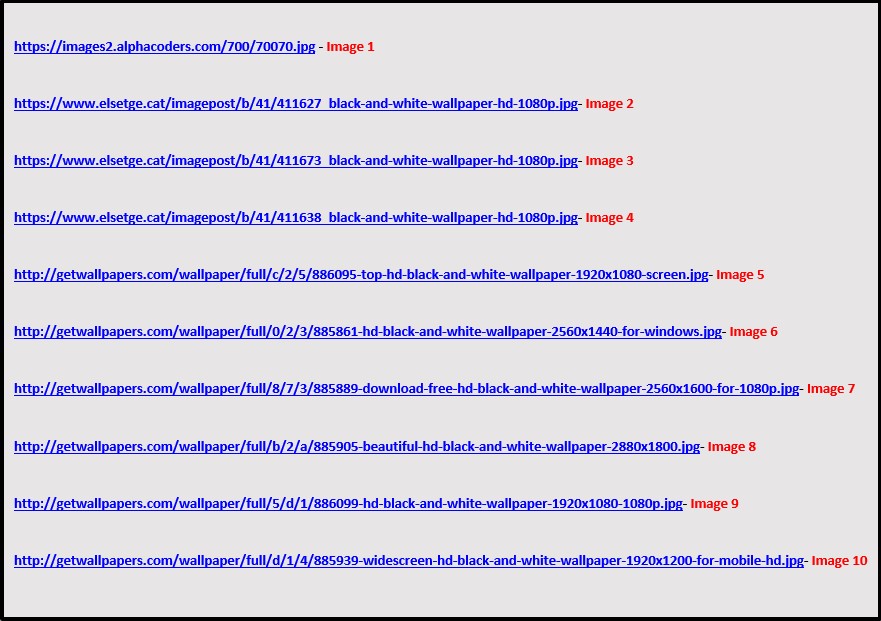 https://images2.alphacoders.com/700/70070.jpg - Image 1
https://www.elsetge.cat/imagepost/b/41/411627_black-and-white-wallpaper-hd-1080p.jpg- Image 2
https://www.elsetge.cat/imagepost/b/41/411673_black-and-white-wallpaper-hd-1080p.jpg- Image 3
https://www.elsetge.cat/imagepost/b/41/411638_black-and-white-wallpaper-hd-1080p.jpg- Image 4
http://getwallpapers.com/wallpaper/full/c/2/5/886095-top-hd-black-and-white-wallpaper-1920x1080-screen.jpg- Image 5
http://getwallpapers.com/wallpaper/full/0/2/3/885861-hd-black-and-white-wallpaper-2560x1440-for-windows.jpg- Image 6
http://getwallpapers.com/wallpaper/full/8/7/3/885889-download-free-hd-black-and-white-wallpaper-2560x1600-for-1080p.jpg- Image 7
http://getwallpapers.com/wallpaper/full/b/2/a/885905-beautiful-hd-black-and-white-wallpaper-2880x1800.jpg- Image 8
http://getwallpapers.com/wallpaper/full/5/d/1/886099-hd-black-and-white-wallpaper-1920x1080-1080p.jpg- Image 9
http://getwallpapers.com/wallpaper/full/d/1/4/885939-widescreen-hd-black-and-white-wallpaper-1920x1200-for-mobile-hd.jpg- Image 10